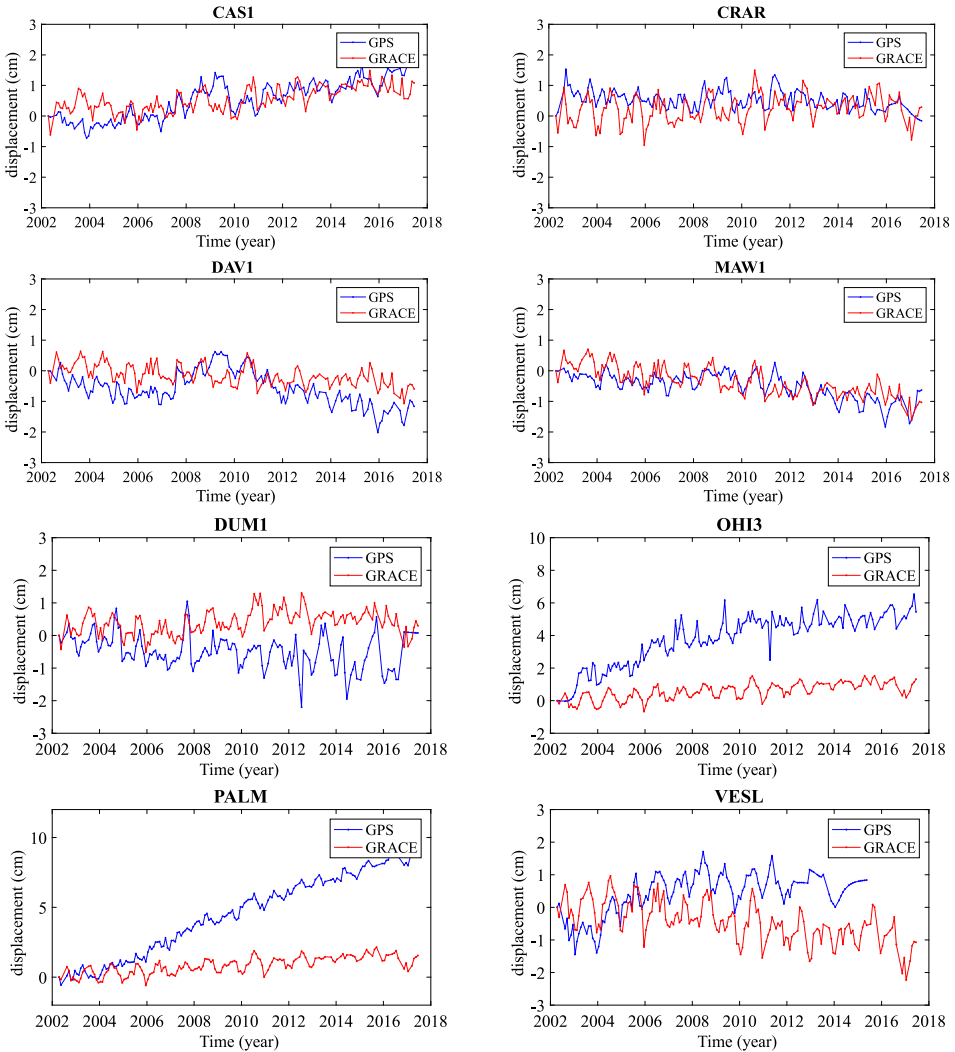 CAS1
3
2
1
0
-1
-2
-3
displacement (cm)
GPS
GRACE
2002 2004 2006 2008 2010 2012 2014 2016 2018
Time (year)
CRAR
3
2
1
0
-1
-2
-3
displacement (cm)
GPS
GRACE
2002 2004 2006 2008 2010 2012 2014 2016 2018
Time (year)
DAV1
3
2
1
0
-1
-2
-3
displacement (cm)
GPS
GRACE
2002 2004 2006 2008 2010 2012 2014 2016 2018
Time (year)
MAW1
3
2
1
0
-1
-2
-3
displacement (cm)
GPS
GRACE
2002 2004 2006 2008 2010 2012 2014 2016 2018
Time (year)
DUM1
3
2
1
0
-1
-2
-3
displacement (cm)
GPS
GRACE
2002 2004 2006 2008 2010 2012 2014 2016 2018
Time (year)
OHI3
10
8
6
4
2
0
-2
displacement (cm)
GPS
GRACE
2002 2004 2006 2008 2010 2012 2014 2016 2018
Time (year)
PALM
10
5
0
displacement (cm)
GPS
GRACE
2002 2004 2006 2008 2010 2012 2014 2016 2018
Time (year)
VESL
3
2
1
0
-1
-2
-3
displacement (cm)
GPS
GRACE
2002 2004 2006 2008 2010 2012 2014 2016 2018
Time (year)